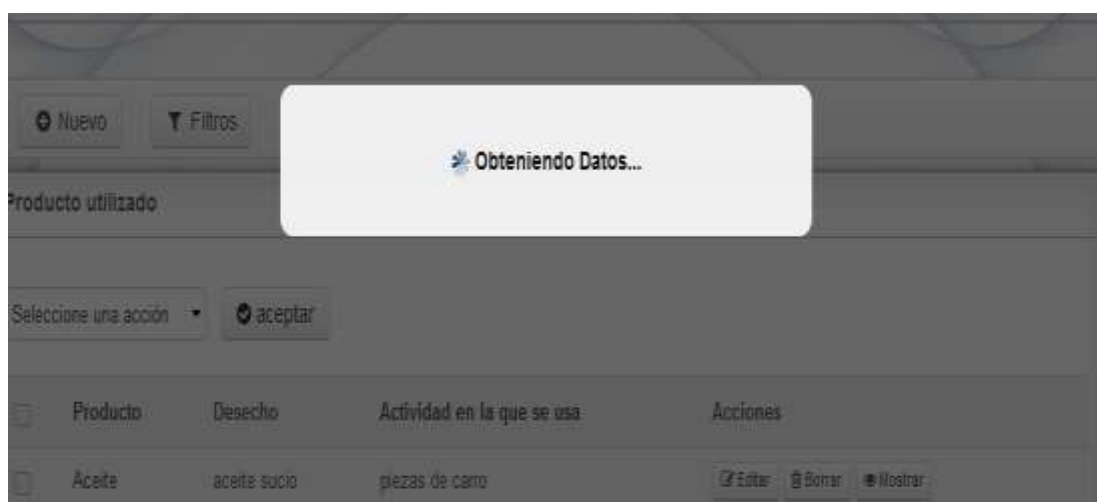 Nuevo Filtros
Obteniendo Datos...
Producto utilizado
Seleccione una acción aceptar
Producto Desecho Actividad en la que se usa Acciones
Aceite aceite sucio piezas de carro Editar Borrar Mostrar